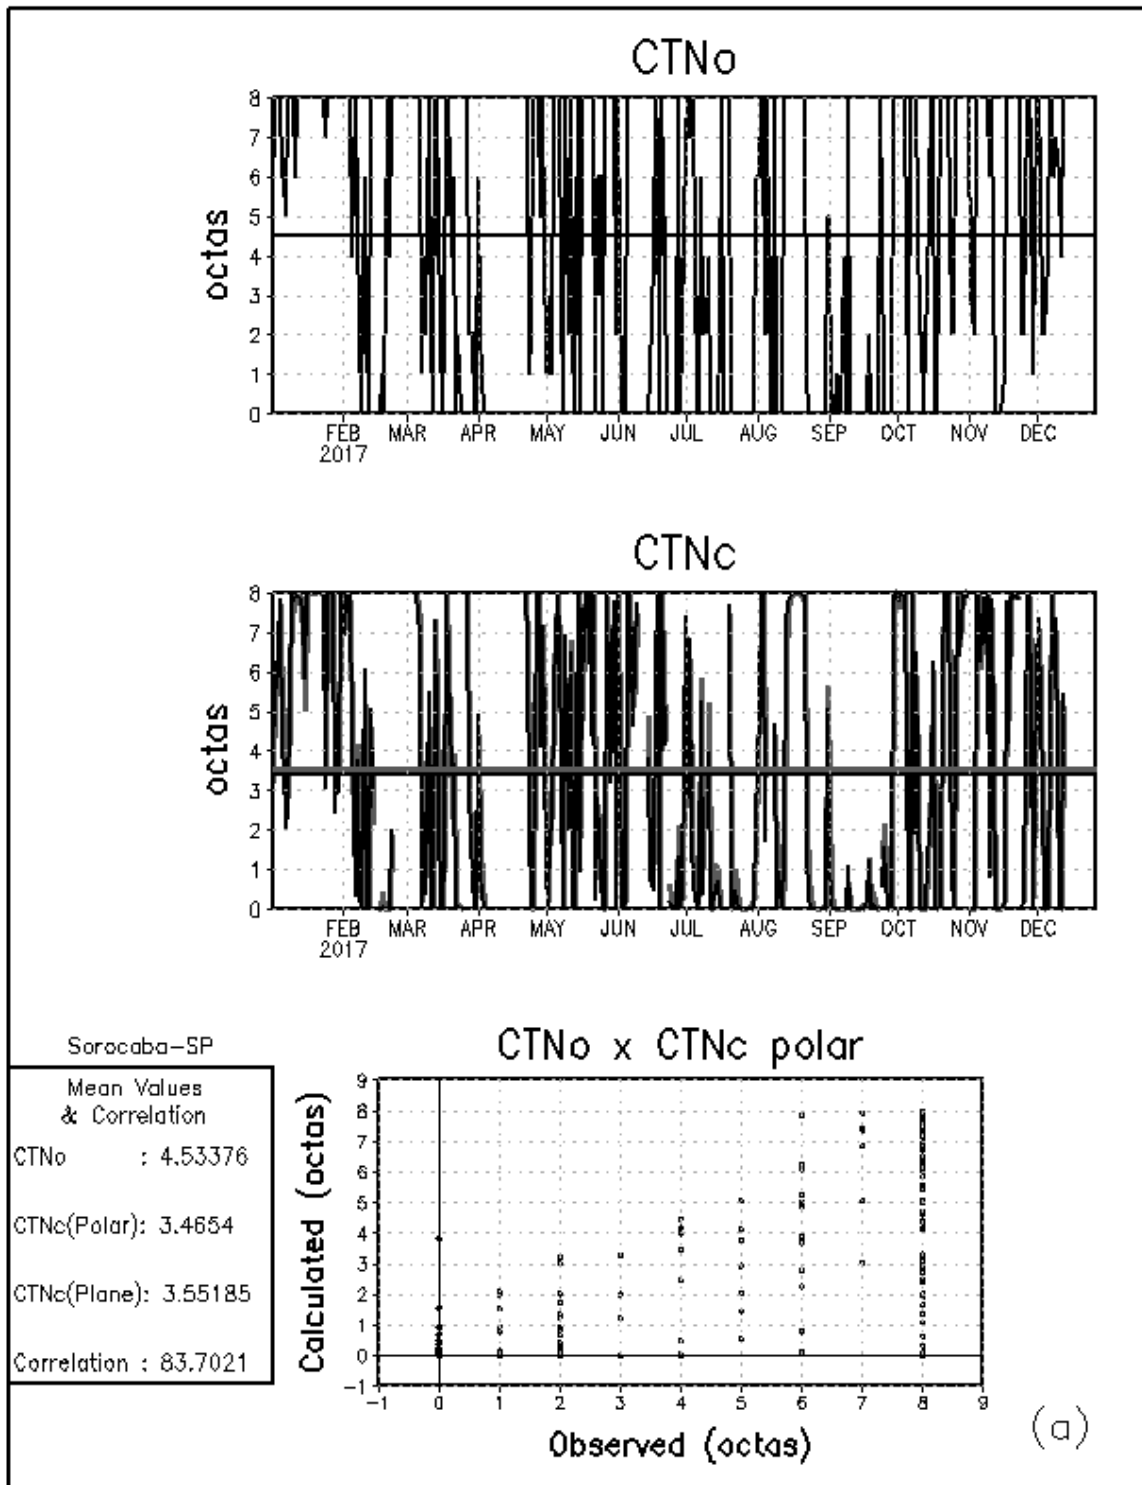 CTNo
8
7
6
5
4
3
2
1
0
octas
FEB MAR APR MAY JUN JUL AUG SEP OCT NOV DEC
2017
CTNc
8
7
6
5
4
3
2
1
0
octas
FEB MAR APR MAY JUN JUL AUG SEP OCT NOV DEC
2017
Sorocaba-SP
Mean Values
& Correlation
CTNo : 4.53376
CTNc(Polar): 3.4654
CTNc(Plane): 3.55185
Correlation : 83.7021
CTNo x CTNc polar
9
8
7
6
5
4
3
2
1
0
-1
Calculated (octas)
-1 0 1 2 3 4 5 6 7 8 9
Observed (octas)
(a)